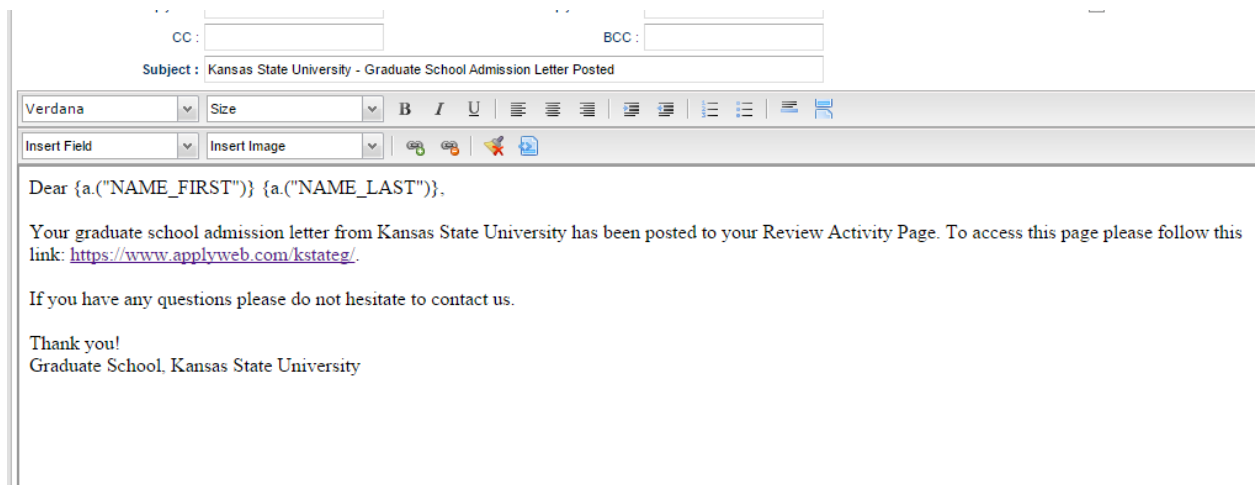 CC :
BCC :
Subject : Kansas State University - Graduate School Admission Letter Posted
Verdana Size B I U
Insert Field Insert Image
Dear {a.("NAME_FIRST")} {a.("NAME_LAST")},
Your graduate school admission letter from Kansas State University has been posted to your Review Activity Page. To access this page please follow this
link: https://www.applyweb.com/kstateg/.
If you have any questions please do not hesitate to contact us.
Thank you!
Graduate School, Kansas State University